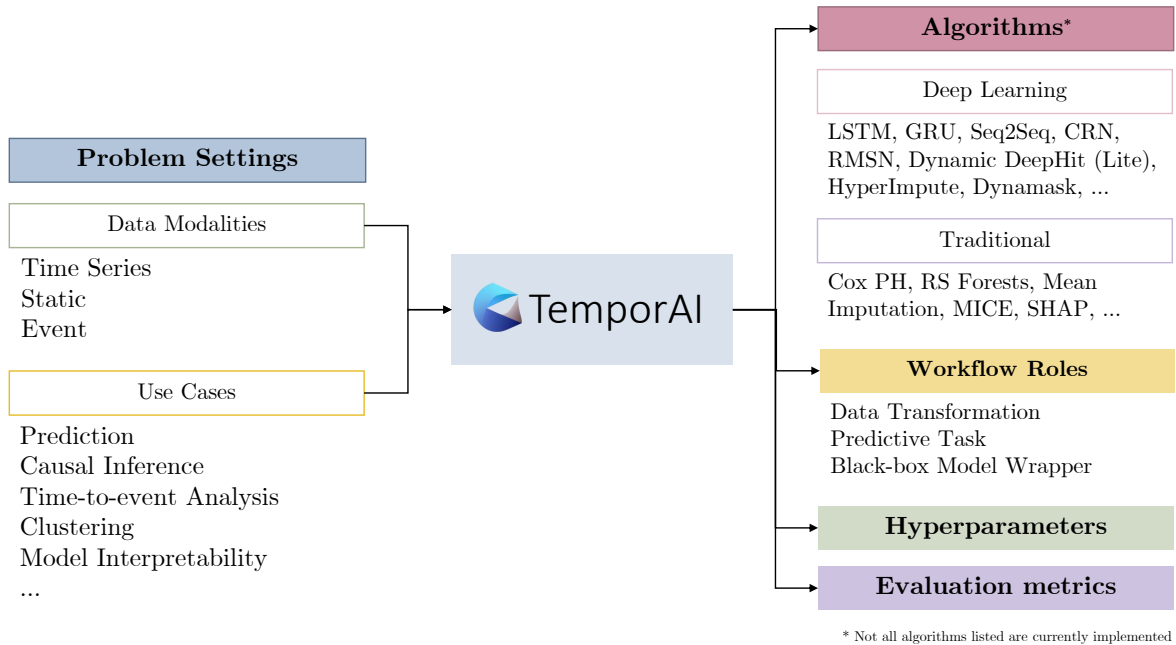 Problem Settings
Data Modalities
Time Series
Static
Event
Use Cases
Prediction
Causal Inference
Time-to-event Analysis
Clustering
Model Interpretability
...
TemporAI
Algorithms*
Deep Learning
LSTM, GRU, Seq2Seq, CRN,
RMSN, Dynamic DeepHit (Lite),
HyperImpute, Dynamask, ...
Traditional
Cox PH, RS Forests, Mean
Imputation, MICE, SHAP, ...
Workflow Roles
Data Transformation
Predictive Task
Black-box Model Wrapper
Hyperparameters
Evaluation metrics
* Not all algorithms listed are currently implemented